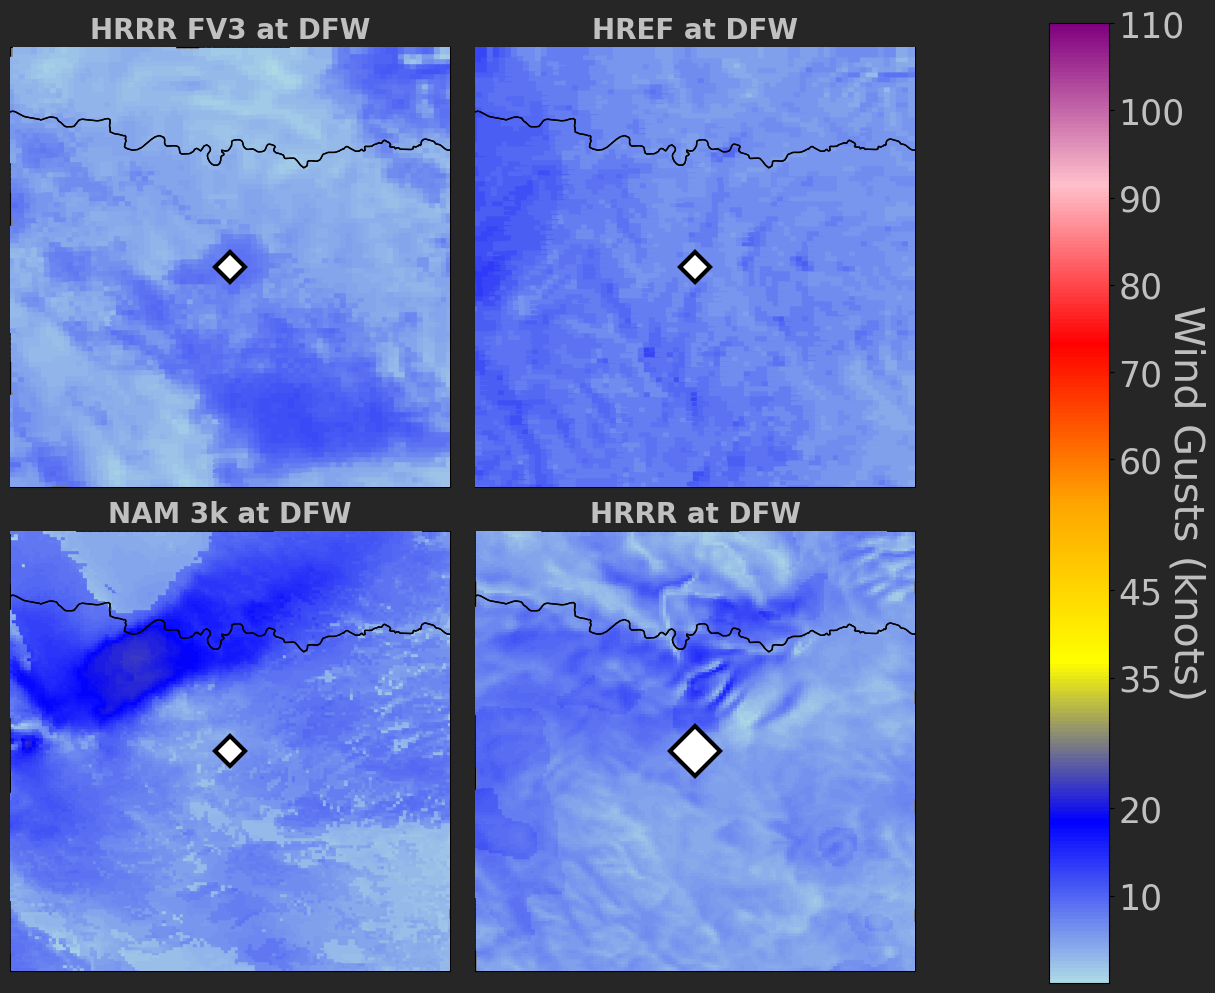 HRRR FV3 at DFW
HREF at DFW
NAM 3k at DFW
HRRR at DFW
110
100
90
80
70
60
45
35
20
10
Wind Gusts (knots)